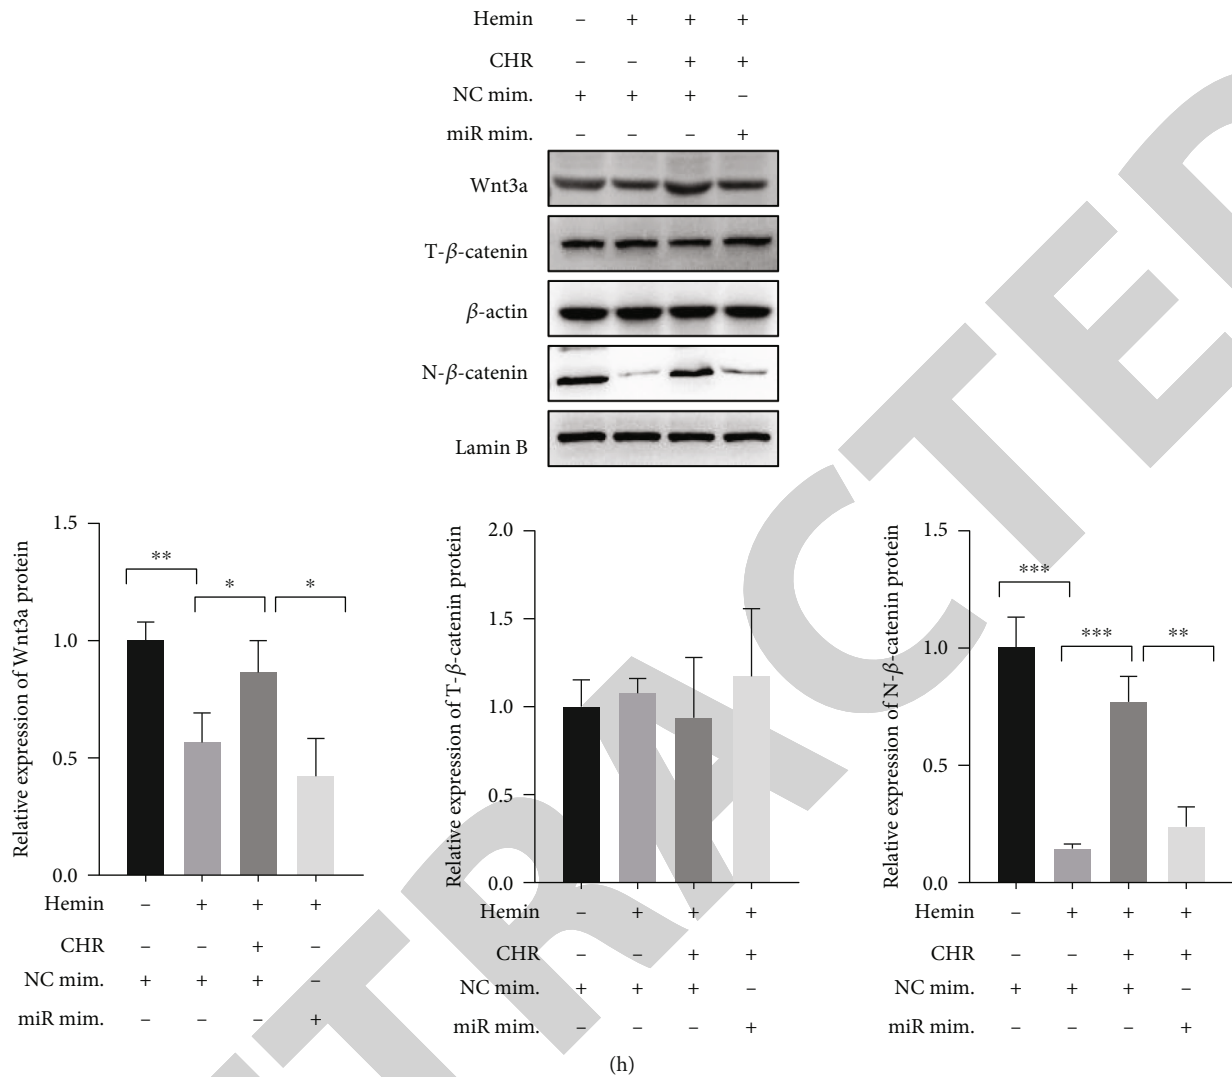 Hemin – + + +
CHR – – + +
NC mim. + + + –
miR mim. – – – +
Wnt3a
T-β-catenin
β-actin
N-β-catenin
Lamin B
Relative expression of Wnt3a protein
1.5
1.0
0.5
0.0
** * *
Hemin – + + +
CHR – – + –
NC mim. + + + –
miR mim. – – – +
Relative expression of T-β-catenin protein
2.0
1.5
1.0
0.5
0.0
Hemin – + + +
CHR – – + +
NC mim. + + + –
miR mim. – – – +
Relative expression of N-β-catenin protein
1.5
1.0
0.5
0.0
*** *** **
Hemin – + + +
CHR – – + +
NC mim. + + + –
miR mim. – – – +
(h)
TRACTED